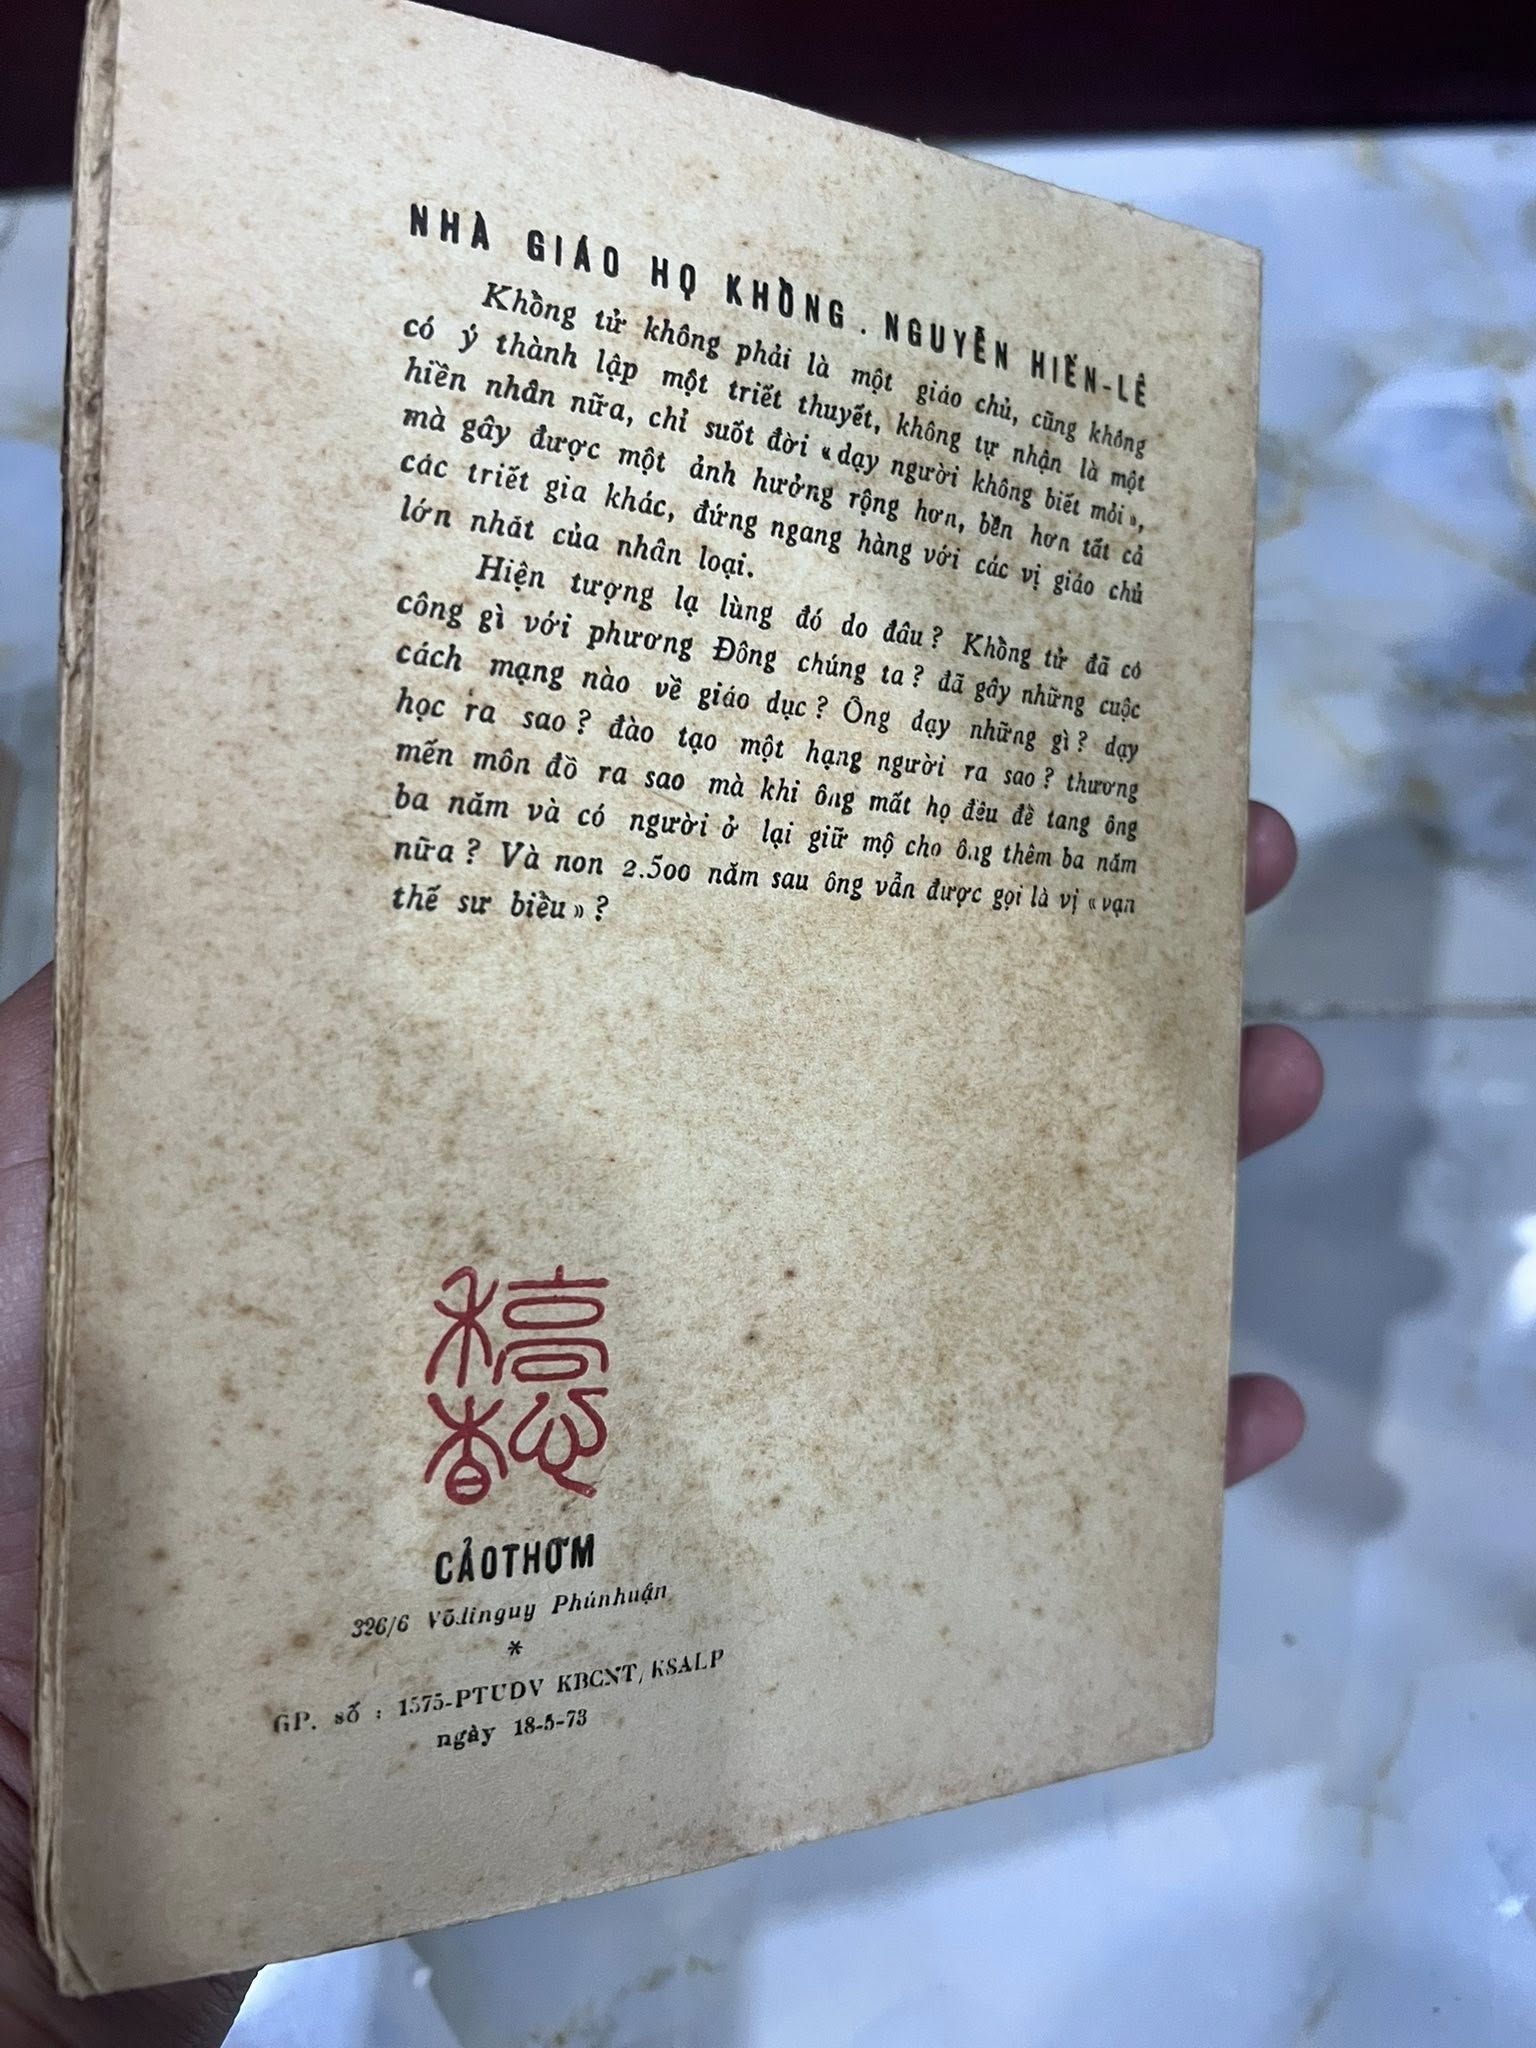 NHÀ GIÁO HỌ KHỔNG . NGUYỄN HIẾN-LÊ
Khổng tử không phải là một giáo chủ, cũng không
có ý thành lập một triết thuyết, không tự nhận là một
hiền nhân nữa, chỉ suốt đời «dạy người không biết mỏi»,
mà gây được một ảnh hưởng rộng hơn, bền hơn tất cả
các triết gia khác, đứng ngang hàng với các vị giáo chủ
lớn nhất của nhân loại.
Hiện tượng lạ lùng đó do đâu ? Khổng tử đã có
công gì với phương Đông chúng ta ? đã gây những cuộc
cách mạng nào về giáo dục ? Ông dạy những gì ? dạy
học ra sao ? đào tạo một hạng người ra sao ? thương
mến môn đồ ra sao mà khi ông mất họ đều để tang ông
ba năm và có người ở lại giữ mộ cho ông thêm ba năm
nữa ? Và non 2.500 năm sau ông vẫn được gọi là vị «vạn
thế sư biểu» ?
稿
香
CẢOTHƠM
326/6 Võdinguy Phúnhuận
*
GP. số : 1575-PTUDV KBCNT/KSALP
ngày 18-5-73